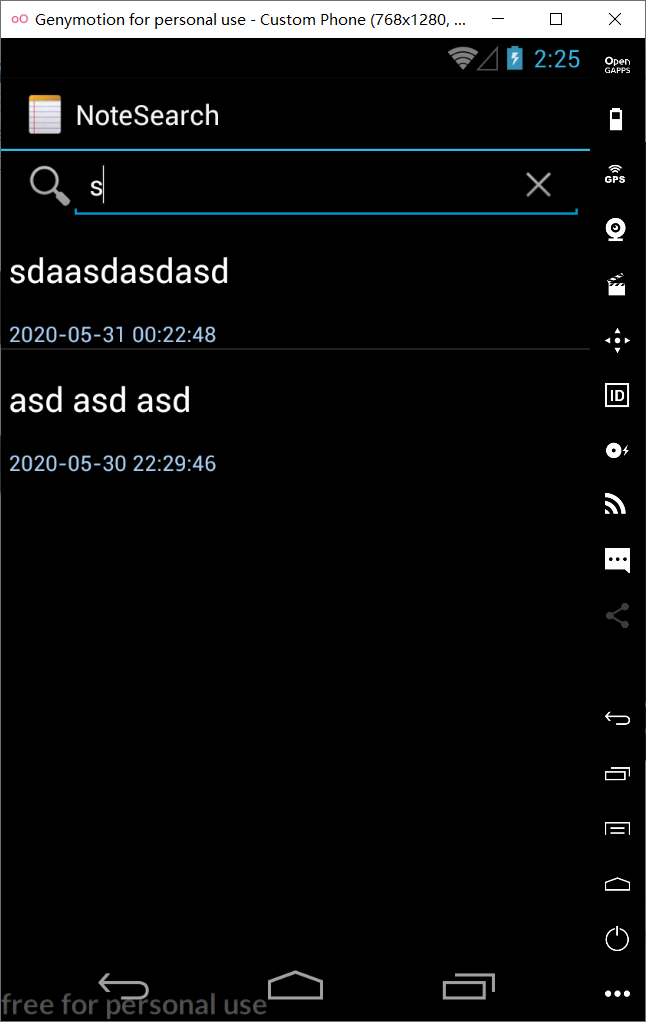 Genymotion for personal use - Custom Phone (768x1280, ...
2:25
Open
GAPPS
NoteSearch
GPS
s
sdaasdasdasd
2020-05-31 00:22:48
asd asd asd
2020-05-30 22:29:46
ID
free for personal use